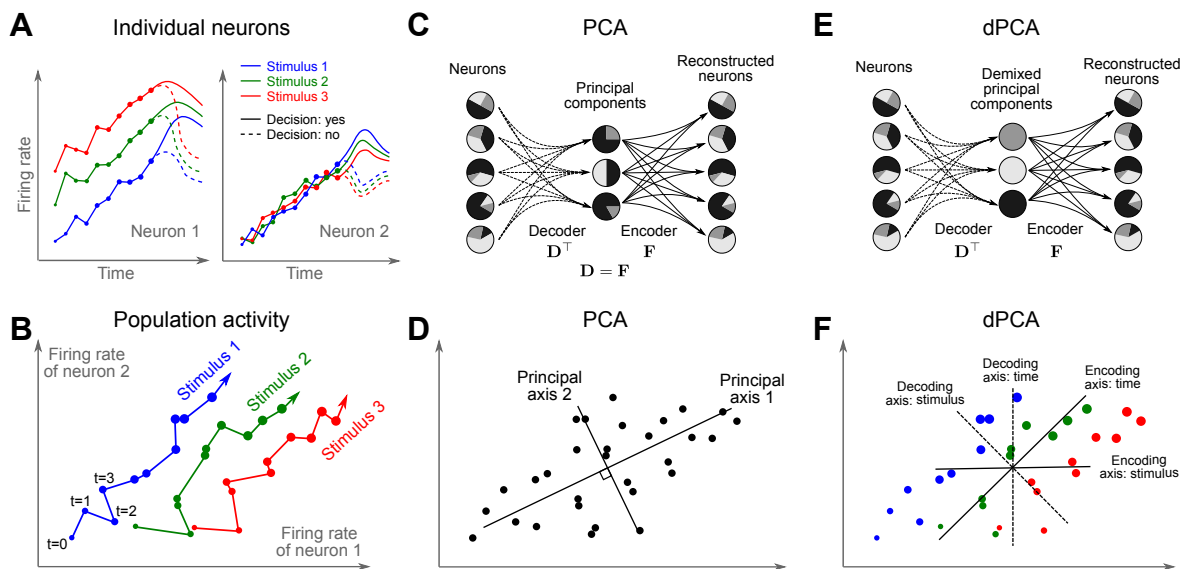 A
Individual neurons
Firing rate
Stimulus 1
Stimulus 2
Stimulus 3
Decision: yes
Decision: no
Neuron 1
Neuron 2
Time
Time
B
Population activity
Firing rate
of neuron 2
Stimulus 1
Stimulus 2
Stimulus 3
t=3
t=1
t=2
t=0
Firing rate
of neuron 1
C
PCA
Neurons
Principal
components
Reconstructed
neurons
Decoder
Encoder
D⊤
F
D = F
D
PCA
Principal
axis 2
Principal
axis 1
E
dPCA
Neurons
Demixed
principal
components
Reconstructed
neurons
Decoder
Encoder
D⊤
F
F
dPCA
Decoding
axis: time
Decoding
axis: stimulus
Encoding
axis: time
Encoding
axis: stimulus